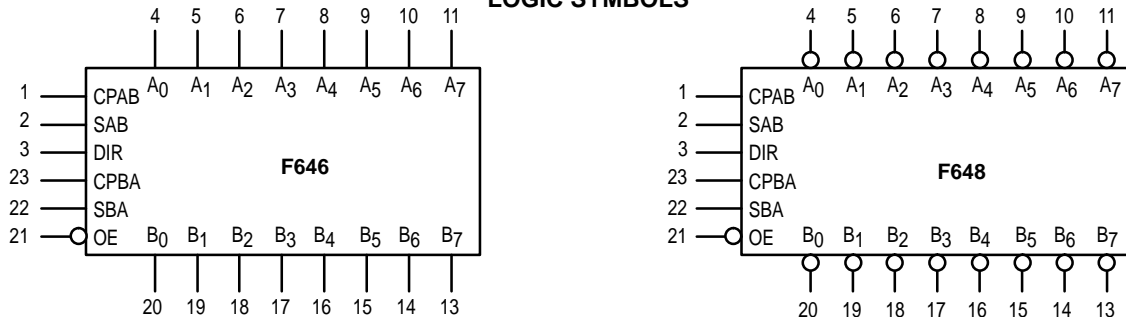 LOGIC SYMBOLS
4 5 6 7 8 9 10 11
A0 A1 A2 A3 A4 A5 A6 A7
1 CPAB
2 SAB
3 DIR
F646
23 CPBA
22 SBA
21 OE B0 B1 B2 B3 B4 B5 B6 B7
20 19 18 17 16 15 14 13
4 5 6 7 8 9 10 11
A0 A1 A2 A3 A4 A5 A6 A7
1 CPAB
2 SAB
3 DIR
F648
23 CPBA
22 SBA
21 OE B0 B1 B2 B3 B4 B5 B6 B7
20 19 18 17 16 15 14 13